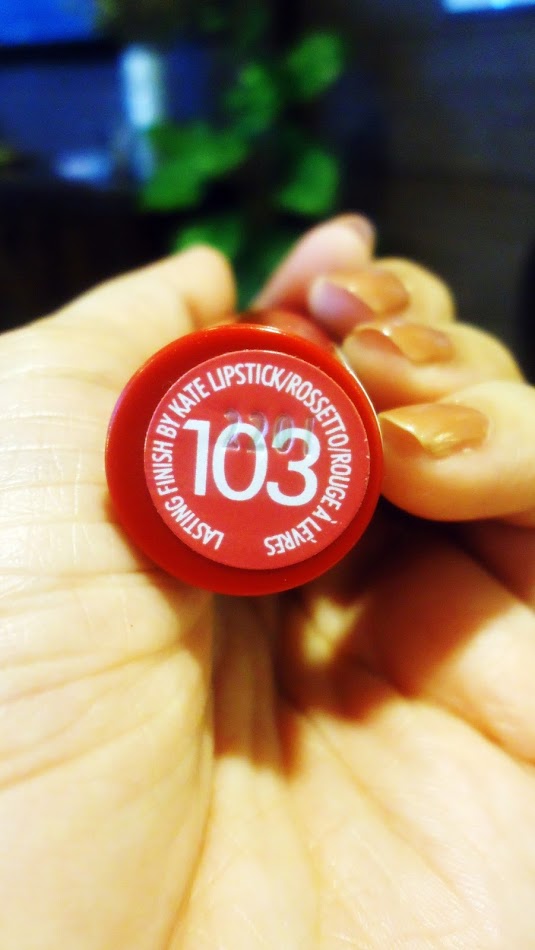 LASTING FINISH BY KATE LIPSTICK/ROSSETTO/ROUGE À LÈVRES
103